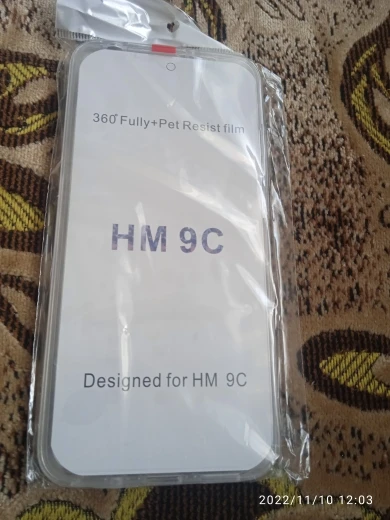 360° Fully+Pet Resist film
HM 9C
Designed for HM 9C
2022/11/10 12:03